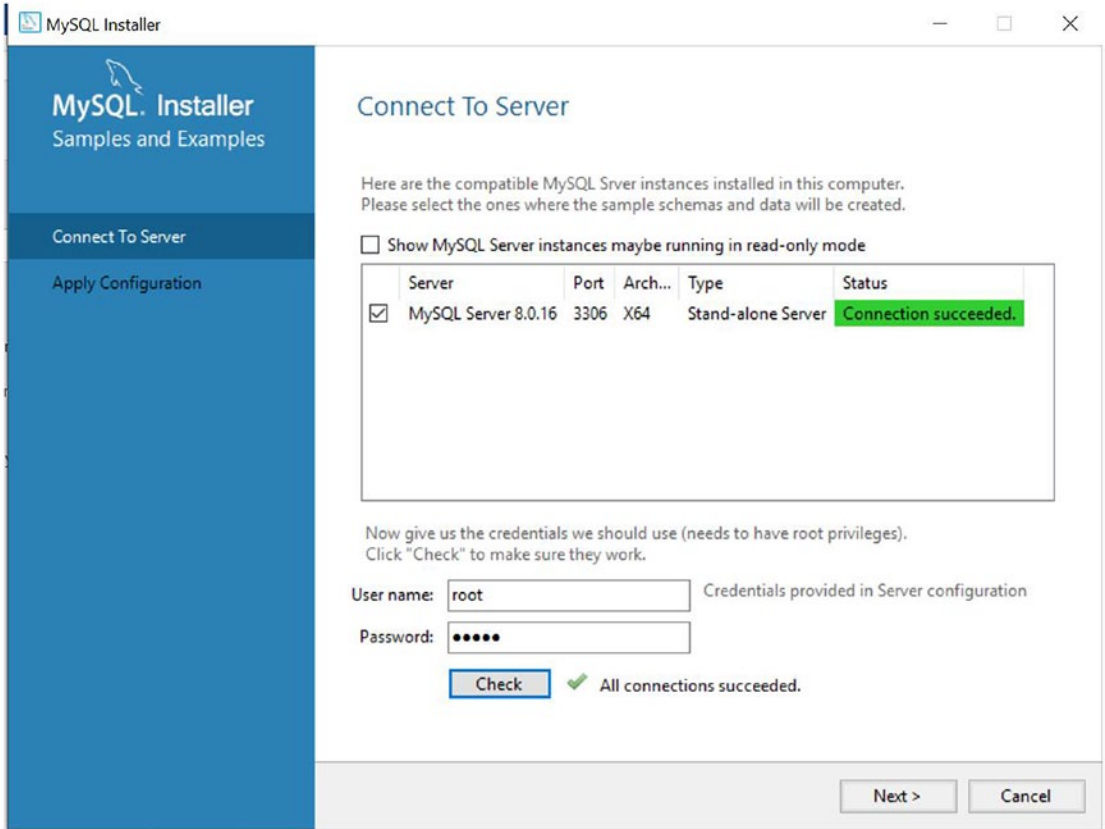 MySQL Installer
MySQL. Installer
Samples and Examples
Connect To Server
Apply Configuration
Connect To Server
Here are the compatible MySQL Srver instances installed in this computer.
Please select the ones where the sample schemas and data will be created.
Show MySQL Server instances maybe running in read-only mode
Server Port Arch... Type Status
MySQL Server 8.0.16 3306 X64 Stand-alone Server Connection succeeded.
Now give us the credentials we should use (needs to have root privileges).
Click "Check" to make sure they work.
User name: root Credentials provided in Server configuration
Password: •••••
Check All connections succeeded.
Next > Cancel